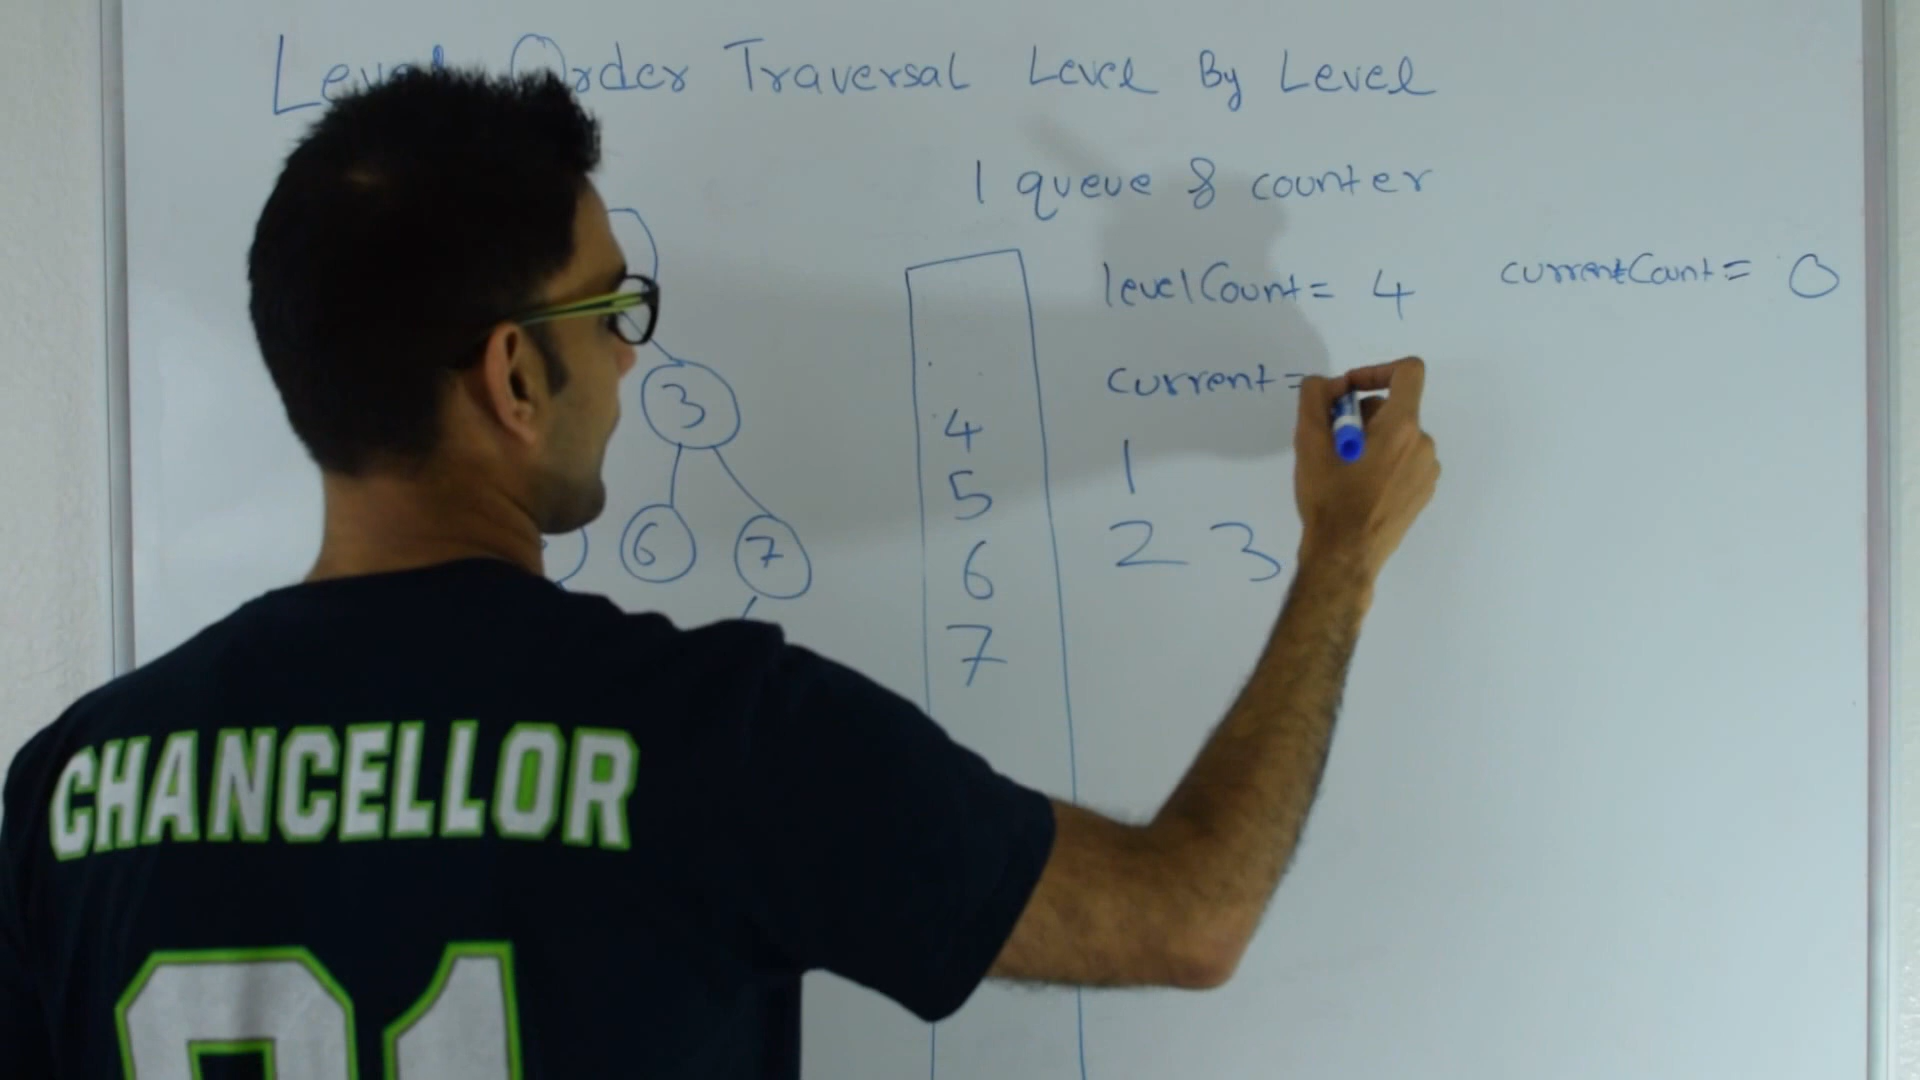 Level Order Traversal Level By Level
1 queue & counter
levelCount = 4 currentCount = 0
current =
1
2 3
4
5
6
7
3
6 7
CHANCELLOR